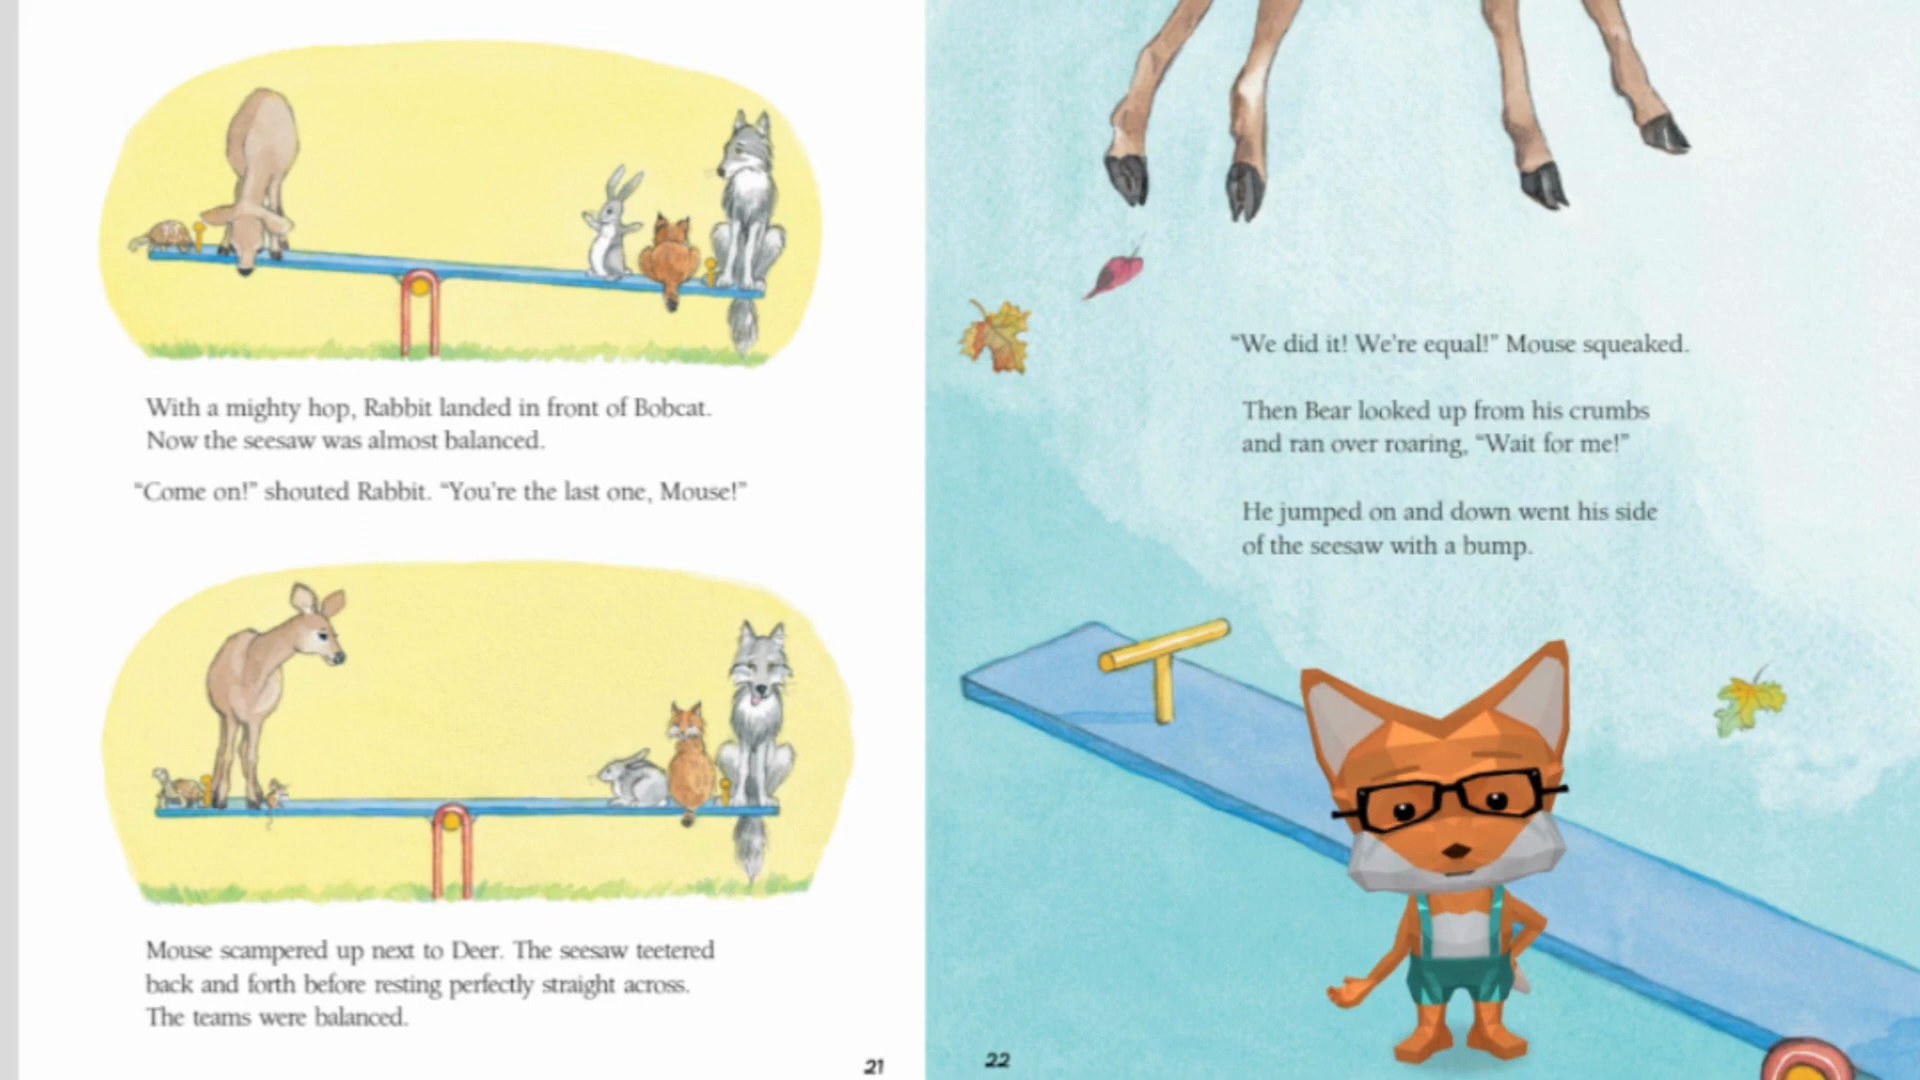 With a mighty hop, Rabbit landed in front of Bobcat.
Now the seesaw was almost balanced.
“Come on!” shouted Rabbit. “You’re the last one, Mouse!”
Mouse scampered up next to Deer. The seesaw teetered
back and forth before resting perfectly straight across.
The teams were balanced.
21
“We did it! We’re equal!” Mouse squeaked.
Then Bear looked up from his crumbs
and ran over roaring, “Wait for me!”
He jumped on and down went his side
of the seesaw with a bump.
22